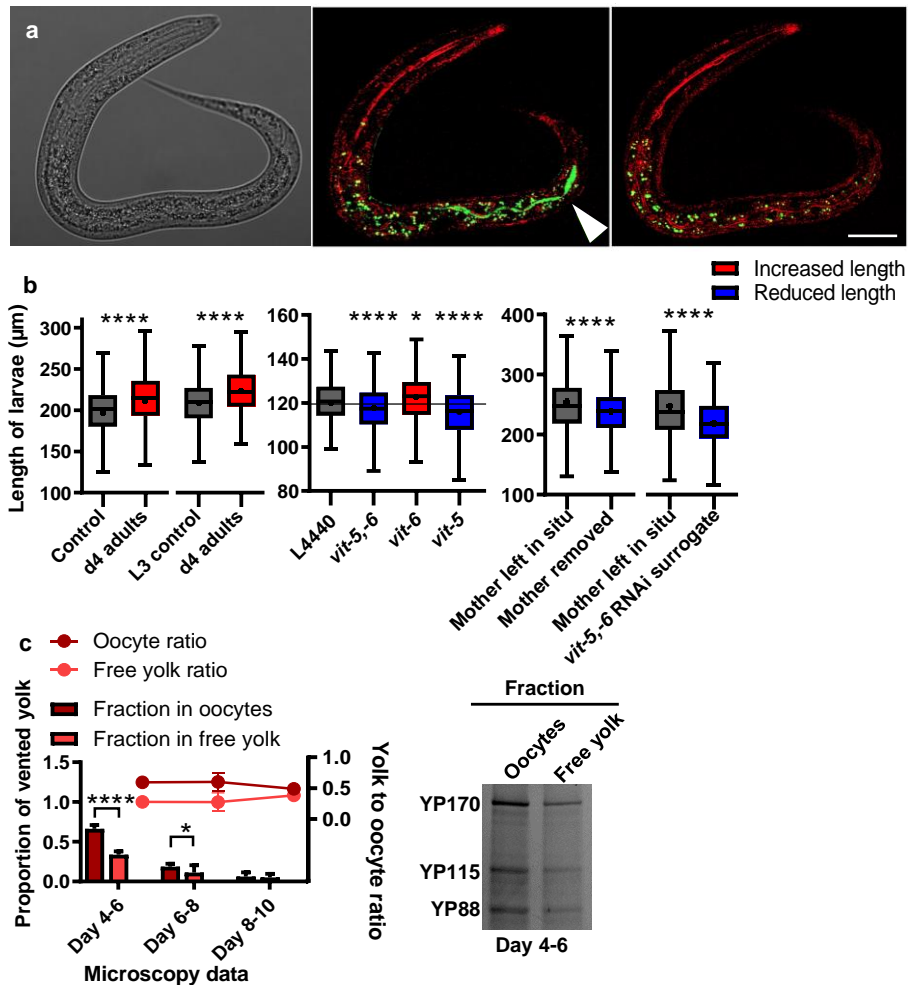 a
Increased length
Reduced length
b
Length of larvae (µm)
300
250
200
150
100
****
****
Control
d4 adults
L3 control
d4 adults
160
140
120
100
80
**** * ****
L4440
vit-5,-6
vit-6
vit-5
400
300
200
100
****
****
Mother left in situ
Mother removed
Mother left in situ
vit-5,-6 RNAi surrogate
c
Oocyte ratio
Free yolk ratio
Fraction in oocytes
Fraction in free yolk
Proportion of vented yolk
1.5
1.0
0.5
0.0
****
*
1.0
0.5
0.0
Yolk to oocyte ratio
Day 4-6
Day 6-8
Day 8-10
Microscopy data
Fraction
Oocytes
Free yolk
YP170
YP115
YP88
Day 4-6